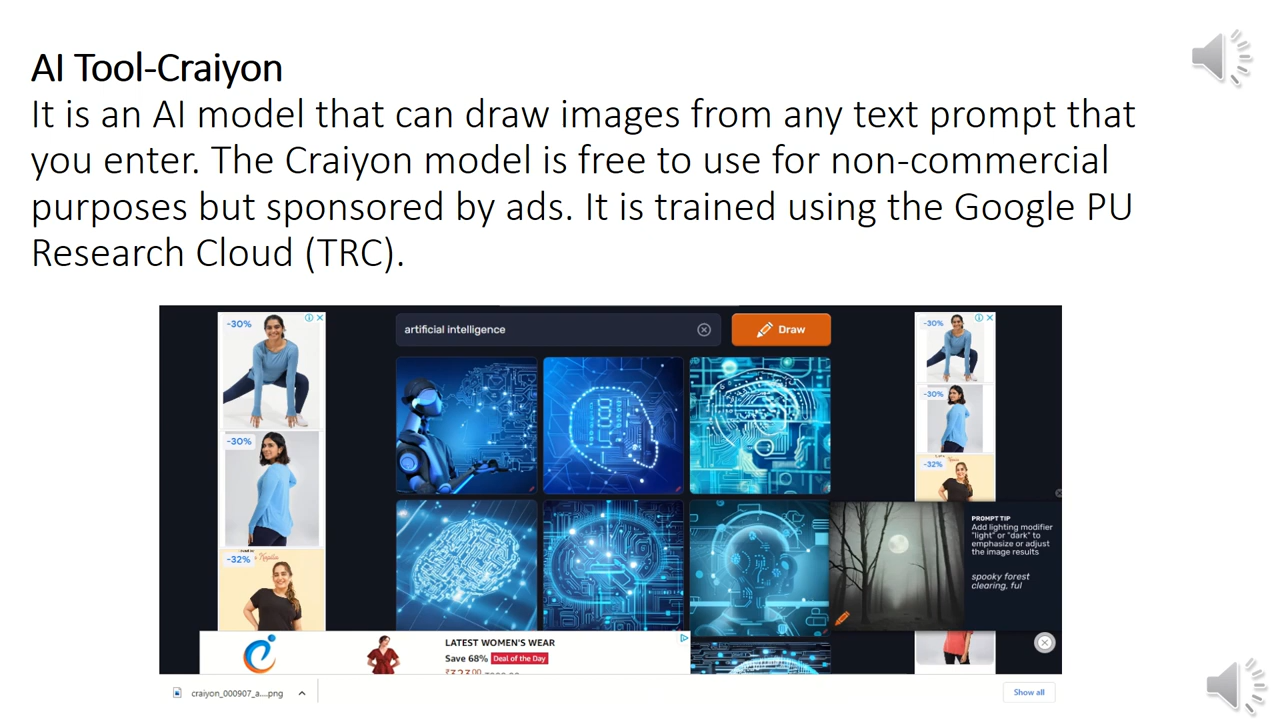 AI Tool-Craiyon
It is an AI model that can draw images from any text prompt that
you enter. The Craiyon model is free to use for non-commercial
purposes but sponsored by ads. It is trained using the Google PU
Research Cloud (TRC).
-30%
-30%
-32%
artificial intelligence
Draw
-30%
-30%
-32%
PROMPT TIP
Add lighting modifier
"light" or "dark" to
emphasize or adjust
the image results
spooky forest
clearing, ful
LATEST WOMEN'S WEAR
Save 68% Deal of the Day
craiyon_000907_a....png
Show all